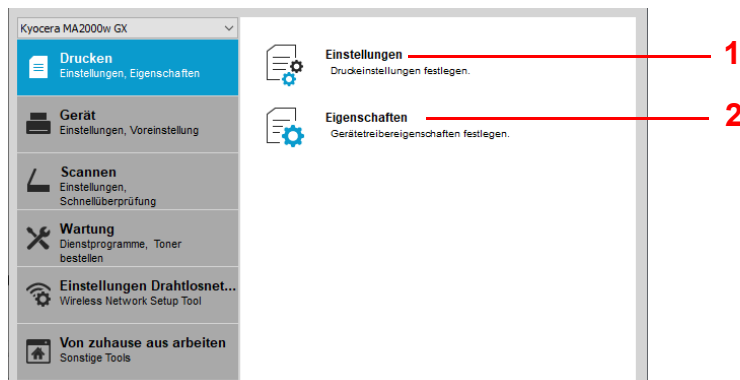 Kyocera MA2000w GX
Drucken
Einstellungen, Eigenschaften
Gerät
Einstellungen, Voreinstellung
Scannen
Einstellungen,
Schnellüberprüfung
Wartung
Dienstprogramme, Toner
bestellen
Einstellungen Drahtlosnet...
Wireless Network Setup Tool
Von zuhause aus arbeiten
Sonstige Tools
Einstellungen
Druckeinstellungen festlegen.
1
Eigenschaften
Gerätetreibereigenschaften festlegen.
2